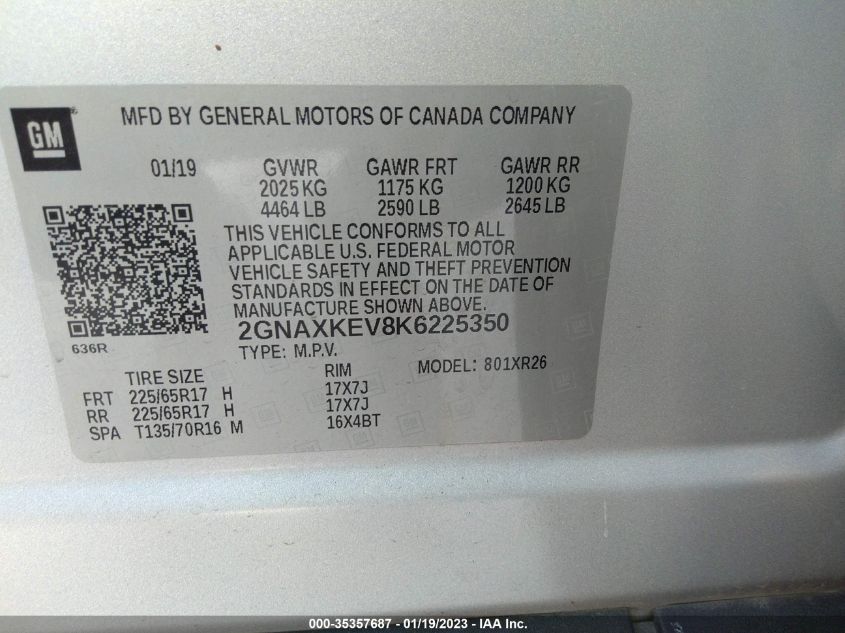 GM
MFD BY GENERAL MOTORS OF CANADA COMPANY
01/19 GVWR GAWR FRT GAWR RR
2025 KG 1175 KG 1200 KG
4464 LB 2590 LB 2645 LB
THIS VEHICLE CONFORMS TO ALL
APPLICABLE U.S. FEDERAL MOTOR
VEHICLE SAFETY AND THEFT PREVENTION
STANDARDS IN EFFECT ON THE DATE OF
MANUFACTURE SHOWN ABOVE.
636R
2GNAXKEV8K6225350
TYPE: M.P.V.
MODEL: 801XR26
TIRE SIZE RIM
FRT 225/65R17 H 17X7J
RR 225/65R17 H 17X7J
SPA T135/70R16 M 16X4BT
000-35357687 - 01/19/2023 - IAA Inc.